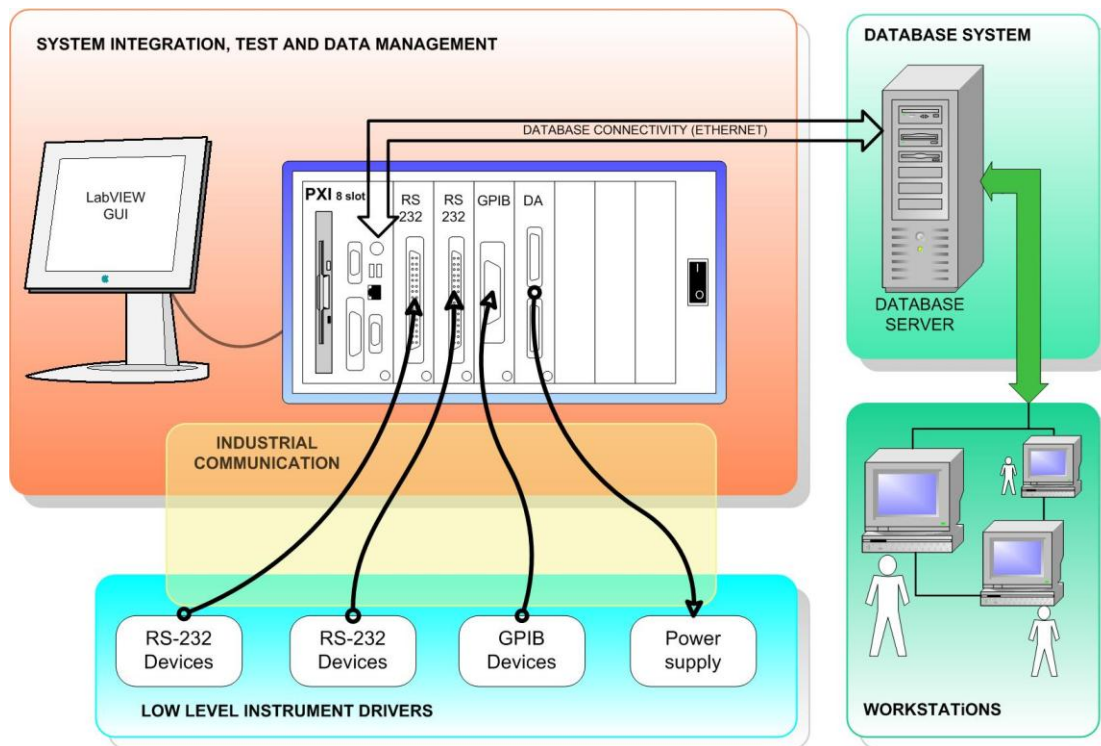 SYSTEM INTEGRATION, TEST AND DATA MANAGEMENT
DATABASE SYSTEM
DATABASE CONNECTIVITY (ETHERNET)
LabVIEW
GUI
PXI 8 slot
RS
232
RS
232
GPIB
DA
I
O
DATABASE
SERVER
INDUSTRIAL
COMMUNICATION
RS-232
Devices
RS-232
Devices
GPIB
Devices
Power
supply
LOW LEVEL INSTRUMENT DRIVERS
WORKSTATiONS